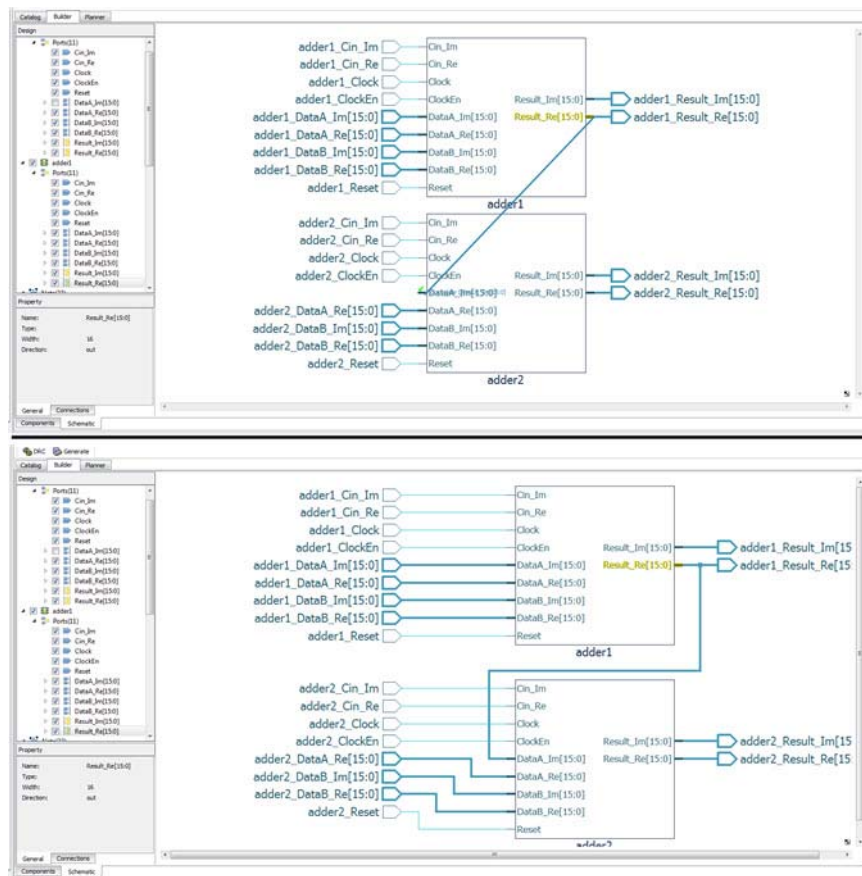 Catalog Builder Planner
Design
Ports(11)
Cin_Im
Cin_Re
Clock
ClockEn
Reset
DataA_Im[15:0]
DataA_Re[15:0]
DataB_Im[15:0]
DataB_Re[15:0]
Result_Im[15:0]
Result_Re[15:0]
adder1
Ports(11)
Cin_Im
Cin_Re
Clock
ClockEn
Reset
DataA_Im[15:0]
DataA_Re[15:0]
DataB_Im[15:0]
DataB_Re[15:0]
Result_Im[15:0]
Result_Re[15:0]
Property
Name: Result_Re[15:0]
Type:
Width: 16
Direction: out
General Connections
Components Schematic
adder1_Cin_Im Cin_Im
adder1_Cin_Re Cin_Re
adder1_Clock Clock
adder1_ClockEn ClockEn Result_Im[15:0] adder1_Result_Im[15:0]
adder1_DataA_Im[15:0] DataA_Im[15:0] Result_Re[15:0] adder1_Result_Re[15:0]
adder1_DataA_Re[15:0] DataA_Re[15:0]
adder1_DataB_Im[15:0] DataB_Im[15:0]
adder1_DataB_Re[15:0] DataB_Re[15:0]
adder1_Reset Reset
adder1
adder2_Cin_Im Cin_Im
adder2_Cin_Re Cin_Re
adder2_Clock Clock
adder2_ClockEn ClockEn Result_Im[15:0] adder2_Result_Im[15:0]
DataA_Im[15:0] Result_Re[15:0] adder2_Result_Re[15:0]
adder2_DataA_Re[15:0] DataA_Re[15:0]
adder2_DataB_Im[15:0] DataB_Im[15:0]
adder2_DataB_Re[15:0] DataB_Re[15:0]
adder2_Reset Reset
adder2
DRC Generate
Catalog Builder Planner
Design
Ports(11)
Cin_Im
Cin_Re
Clock
ClockEn
Reset
DataA_Im[15:0]
DataA_Re[15:0]
DataB_Im[15:0]
DataB_Re[15:0]
Result_Im[15:0]
Result_Re[15:0]
adder1
Ports(11)
Cin_Im
Cin_Re
Clock
ClockEn
Reset
DataA_Im[15:0]
DataA_Re[15:0]
DataB_Im[15:0]
DataB_Re[15:0]
Result_Im[15:0]
Result_Re[15:0]
Property
Name: Result_Re[15:0]
Type:
Width: 16
Direction: out
General Connections
Components Schematic
adder1_Cin_Im Cin_Im
adder1_Cin_Re Cin_Re
adder1_Clock Clock
adder1_ClockEn ClockEn Result_Im[15:0] adder1_Result_Im[15
adder1_DataA_Im[15:0] DataA_Im[15:0] Result_Re[15:0] adder1_Result_Re[15:
adder1_DataA_Re[15:0] DataA_Re[15:0]
adder1_DataB_Im[15:0] DataB_Im[15:0]
adder1_DataB_Re[15:0] DataB_Re[15:0]
adder1_Reset Reset
adder1
adder2_Cin_Im Cin_Im
adder2_Cin_Re Cin_Re
adder2_Clock Clock
adder2_ClockEn ClockEn Result_Im[15:0] adder2_Result_Im[15
adder2_DataA_Re[15:0] DataA_Im[15:0] Result_Re[15:0] adder2_Result_Re[15:
adder2_DataB_Im[15:0] DataA_Re[15:0]
adder2_DataB_Re[15:0] DataB_Im[15:0]
adder2_Reset DataB_Re[15:0]
Reset
adder2